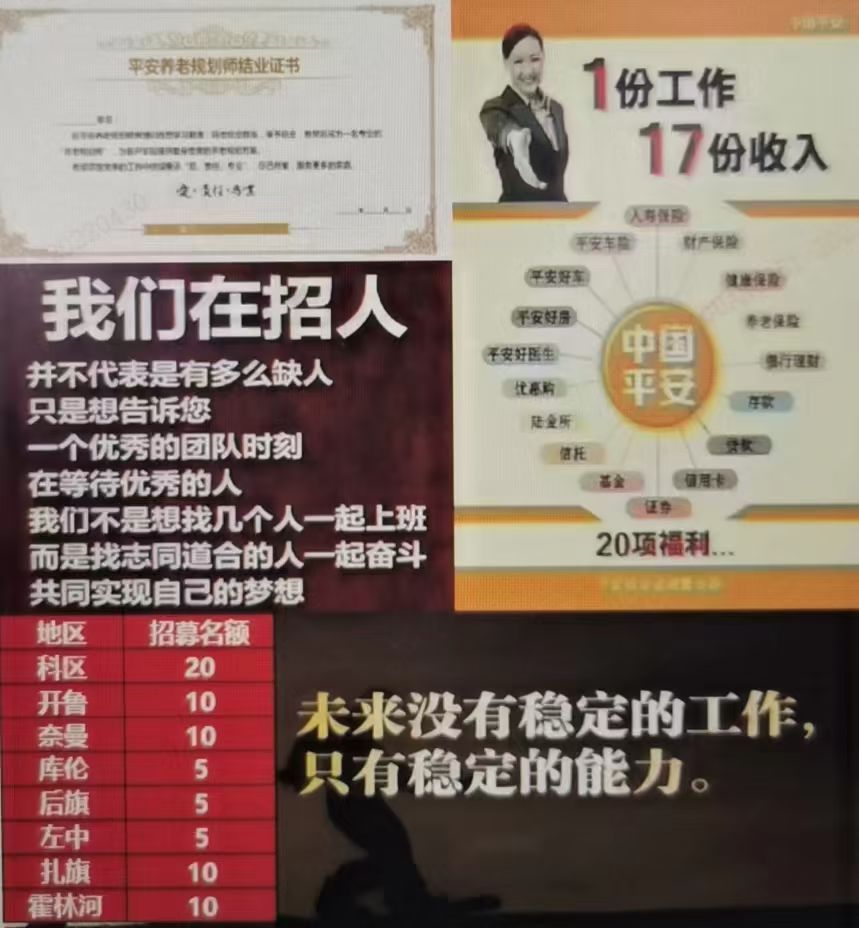 平安养老规划师结业证书
爱·责任·专业
我们在招人
并不代表是有多么缺人
只是想告诉您
一个优秀的团队时刻
在等待优秀的人
我们不是想找几个人一起上班
而是找志同道合的人一起奋斗
共同实现自己的梦想
中国平安
1份工作
17份收入
人寿保险
平安车险
财产保险
平安好车
健康保险
平安好房
养老保险
平安好医生
银行理财
中国
平安
优惠购
存款
陆金所
贷款
信托
信用卡
基金
证券
20项福利...
地区 招募名额
科区 20
开鲁 10
奈曼 10
库伦 5
后旗 5
左中 5
扎旗 10
霍林河 10
未来没有稳定的工作，
只有稳定的能力。